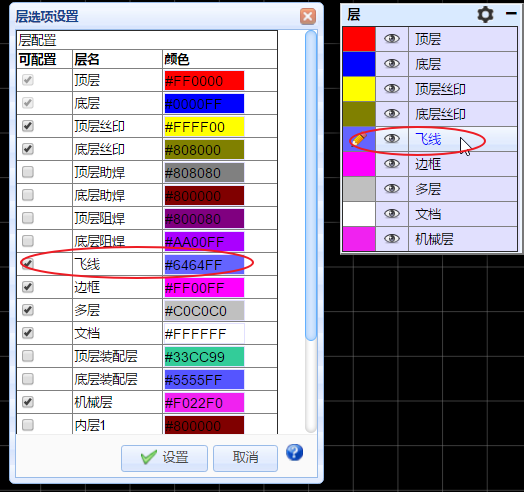 层选项设置
层配置
可配置 层名 颜色
顶层 #FF0000
底层 #0000FF
顶层丝印 #FFFF00
底层丝印 #808000
顶层助焊 #808080
底层助焊 #800000
顶层阻焊 #800080
底层阻焊 #AA00FF
飞线 #6464FF
边框 #FF00FF
多层 #C0C0C0
文档 #FFFFFF
顶层装配层 #33CC99
底层装配层 #5555FF
机械层 #F022F0
内层1 #800000
设置 取消 ?
层
顶层
底层
顶层丝印
底层丝印
飞线
边框
多层
文档
机械层